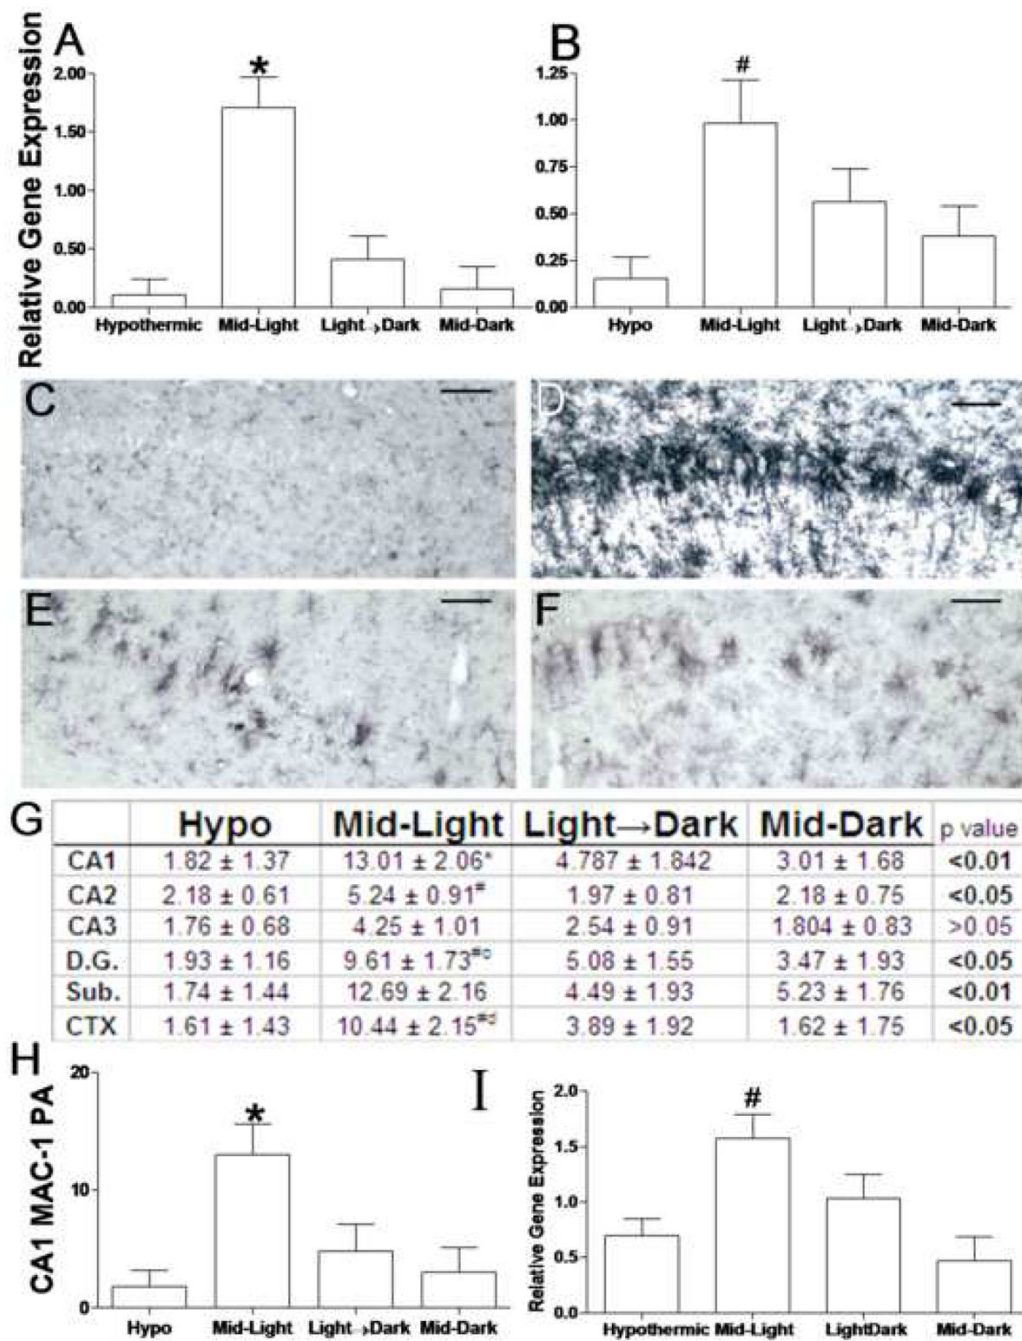 A
B
Relative Gene Expression
*
#
2.00
1.50
1.00
0.50
0.00
Hypothermic Mid-Light Light→Dark Mid-Dark
1.25
1.00
0.75
0.50
0.25
0.00
Hypo Mid-Light Light→Dark Mid-Dark
C
D
E
F
G
Hypo Mid-Light Light→Dark Mid-Dark p value
CA1 1.82 ± 1.37 13.01 ± 2.06* 4.787 ± 1.842 3.01 ± 1.68 <0.01
CA2 2.18 ± 0.61 5.24 ± 0.91# 1.97 ± 0.81 2.18 ± 0.75 <0.05
CA3 1.76 ± 0.68 4.25 ± 1.01 2.54 ± 0.91 1.804 ± 0.83 >0.05
D.G. 1.93 ± 1.16 9.61 ± 1.73#c 5.08 ± 1.55 3.47 ± 1.93 <0.05
Sub. 1.74 ± 1.44 12.69 ± 2.16 4.49 ± 1.93 5.23 ± 1.76 <0.01
CTX 1.61 ± 1.43 10.44 ± 2.15#d 3.89 ± 1.92 1.62 ± 1.75 <0.05
H
CA1 MAC-1 PA
*
20
10
0
Hypo Mid-Light Light→Dark Mid-Dark
I
Relative Gene Expression
#
2.0
1.5
1.0
0.5
0.0
Hypothermic Mid-Light LightDark Mid-Dark